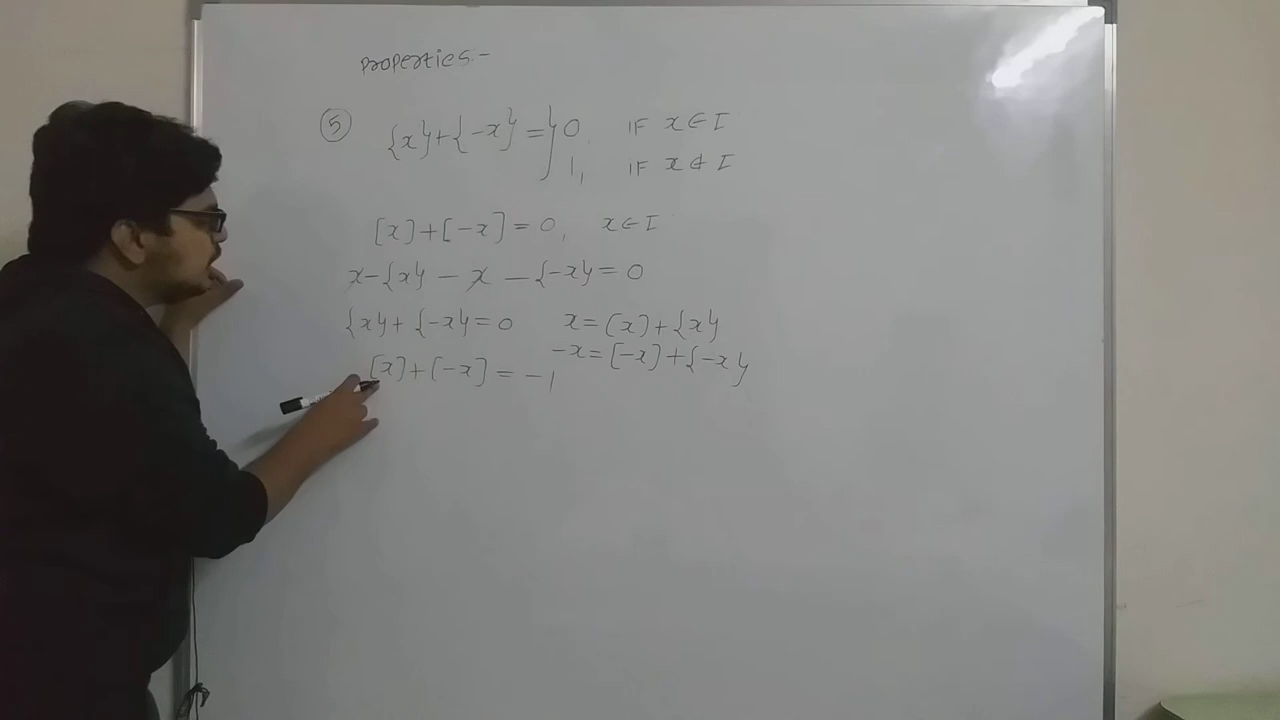 Properties:-
⑤ {x}+{-x} = { 0, IF x∈I
1, IF x∉I
[x]+[-x] = 0, x∈I
x-{x} - x - {-x} = 0
{x}+{-x} = 0 x = [x]+{x}
-x = [-x]+{-x}
[x]+[-x] = -1